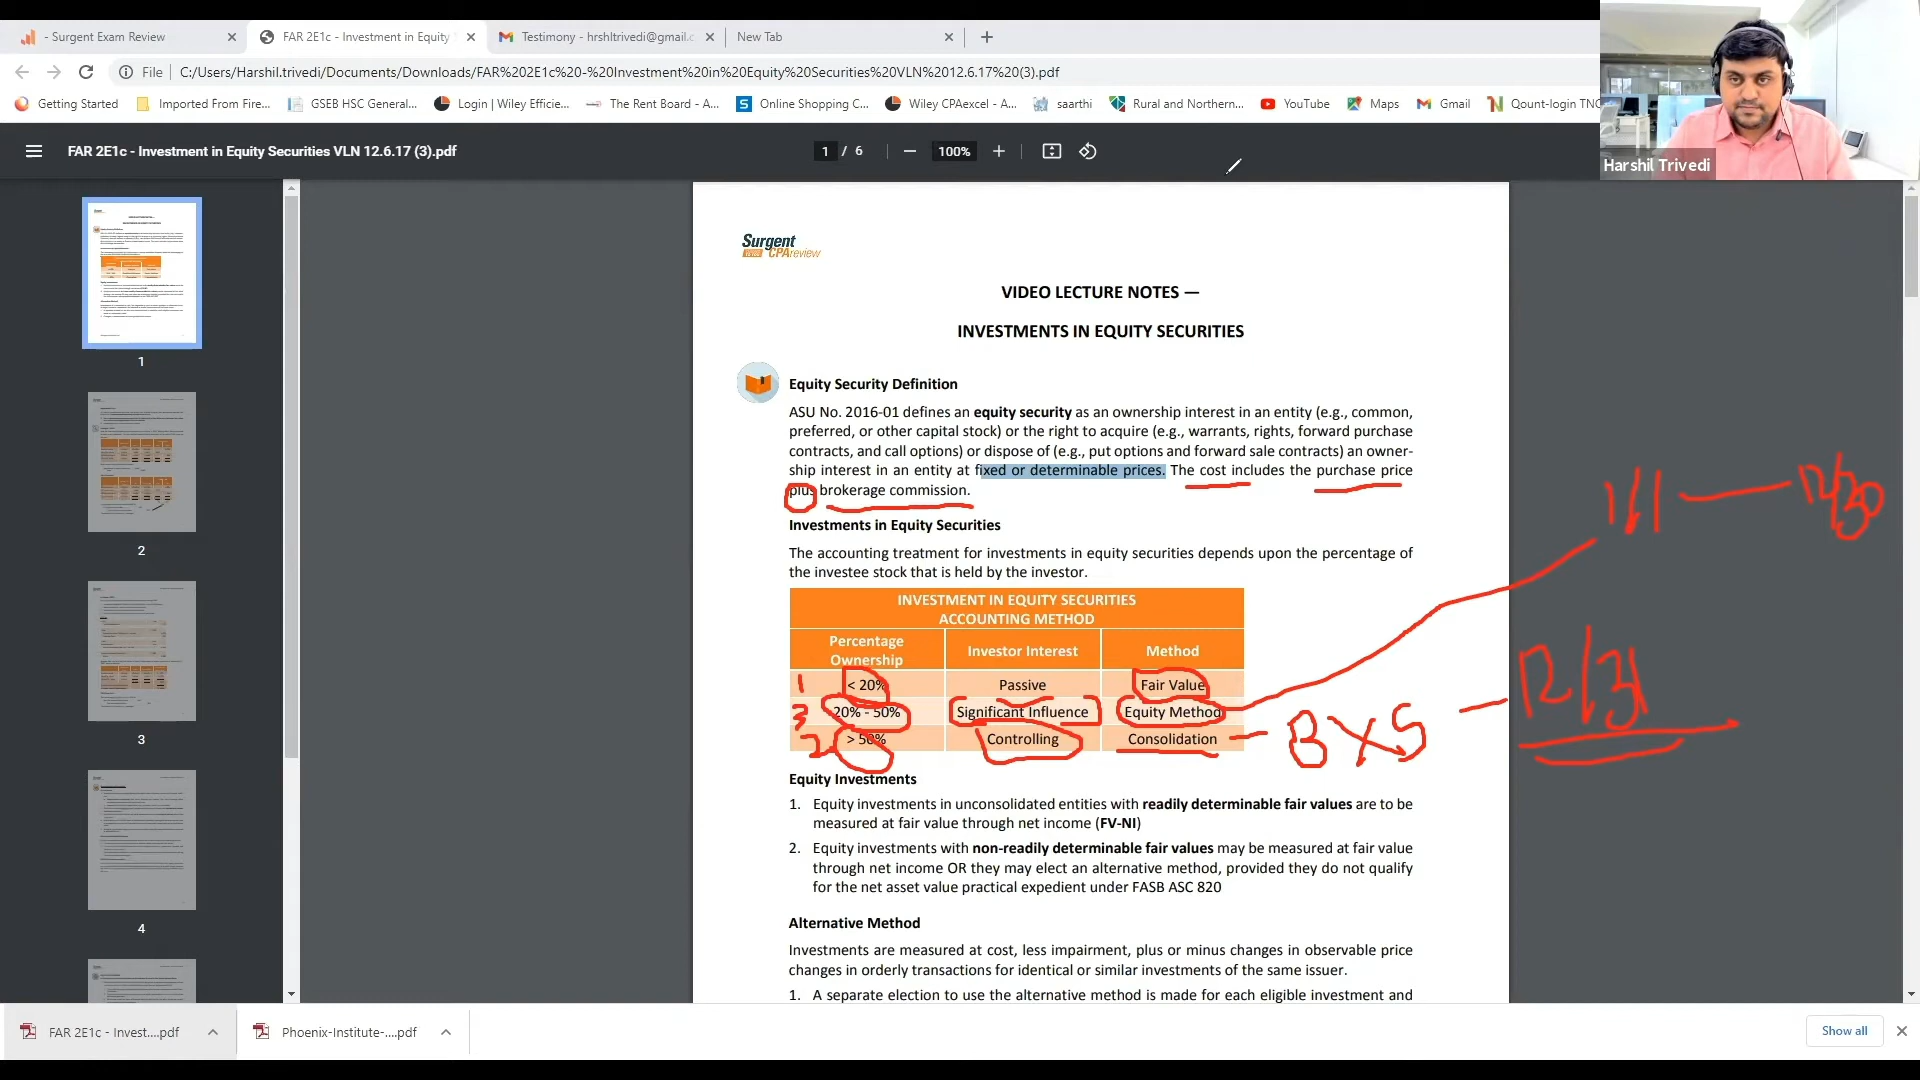 - Surgent Exam Review
FAR 2E1c - Investment in Equity
Testimony - hrshltrivedi@gmail.c
New Tab
File
C:/Users/Harshil.trivedi/Documents/Downloads/FAR%202E1c%20-%20Investment%20in%20Equity%20Securities%20VLN%2012.6.17%20(3).pdf
Getting Started
Imported From Fire...
GSEB HSC General...
Login | Wiley Efficie...
The Rent Board - A...
Online Shopping C...
Wiley CPAexcel - A...
saarthi
Rural and Northern...
YouTube
Maps
Gmail
Qount-login TNC
Harshil Trivedi
FAR 2E1c - Investment in Equity Securities VLN 12.6.17 (3).pdf
1 / 6
100%
1
2
3
4
Surgent
CPAreview
VIDEO LECTURE NOTES —
INVESTMENTS IN EQUITY SECURITIES
Equity Security Definition
ASU No. 2016-01 defines an equity security as an ownership interest in an entity (e.g., common,
preferred, or other capital stock) or the right to acquire (e.g., warrants, rights, forward purchase
contracts, and call options) or dispose of (e.g., put options and forward sale contracts) an owner-
ship interest in an entity at fixed or determinable prices. The cost includes the purchase price
plus brokerage commission.
Investments in Equity Securities
The accounting treatment for investments in equity securities depends upon the percentage of
the investee stock that is held by the investor.
INVESTMENT IN EQUITY SECURITIES
ACCOUNTING METHOD
Percentage
Ownership
Investor Interest
Method
1 < 20% Passive Fair Value
3 20% - 50% Significant Influence Equity Method
2 > 50% Controlling Consolidation
1/1 — 12/30
BXS — 12/31
Equity Investments
1. Equity investments in unconsolidated entities with readily determinable fair values are to be
measured at fair value through net income (FV-NI)
2. Equity investments with non-readily determinable fair values may be measured at fair value
through net income OR they may elect an alternative method, provided they do not qualify
for the net asset value practical expedient under FASB ASC 820
Alternative Method
Investments are measured at cost, less impairment, plus or minus changes in observable price
changes in orderly transactions for identical or similar investments of the same issuer.
1. A separate election to use the alternative method is made for each eligible investment and
FAR 2E1c - Invest....pdf
Phoenix-Institute-....pdf
Show all